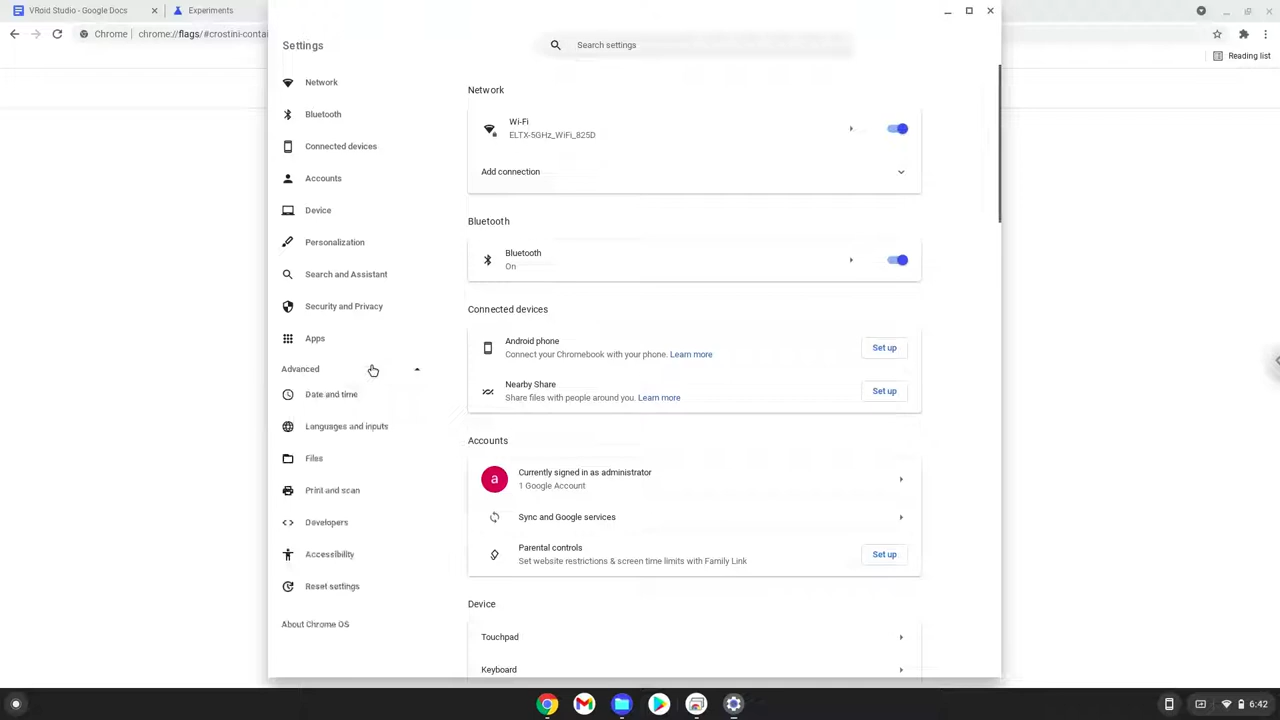 VRoid Studio - Google Docs
Experiments
Chrome
chrome://flags/#crostini-contai
Reading list
Settings
Search settings
Network
Bluetooth
Connected devices
Accounts
Device
Personalization
Search and Assistant
Security and Privacy
Apps
Advanced
Date and time
Languages and inputs
Files
Print and scan
Developers
Accessibility
Reset settings
About Chrome OS
Network
Wi-Fi
ELTX-5GHz_WiFi_825D
Add connection
Bluetooth
Bluetooth
On
Connected devices
Android phone
Connect your Chromebook with your phone. Learn more
Set up
Nearby Share
Share files with people around you. Learn more
Set up
Accounts
a
Currently signed in as administrator
1 Google Account
Sync and Google services
Parental controls
Set website restrictions & screen time limits with Family Link
Set up
Device
Touchpad
Keyboard
6:42